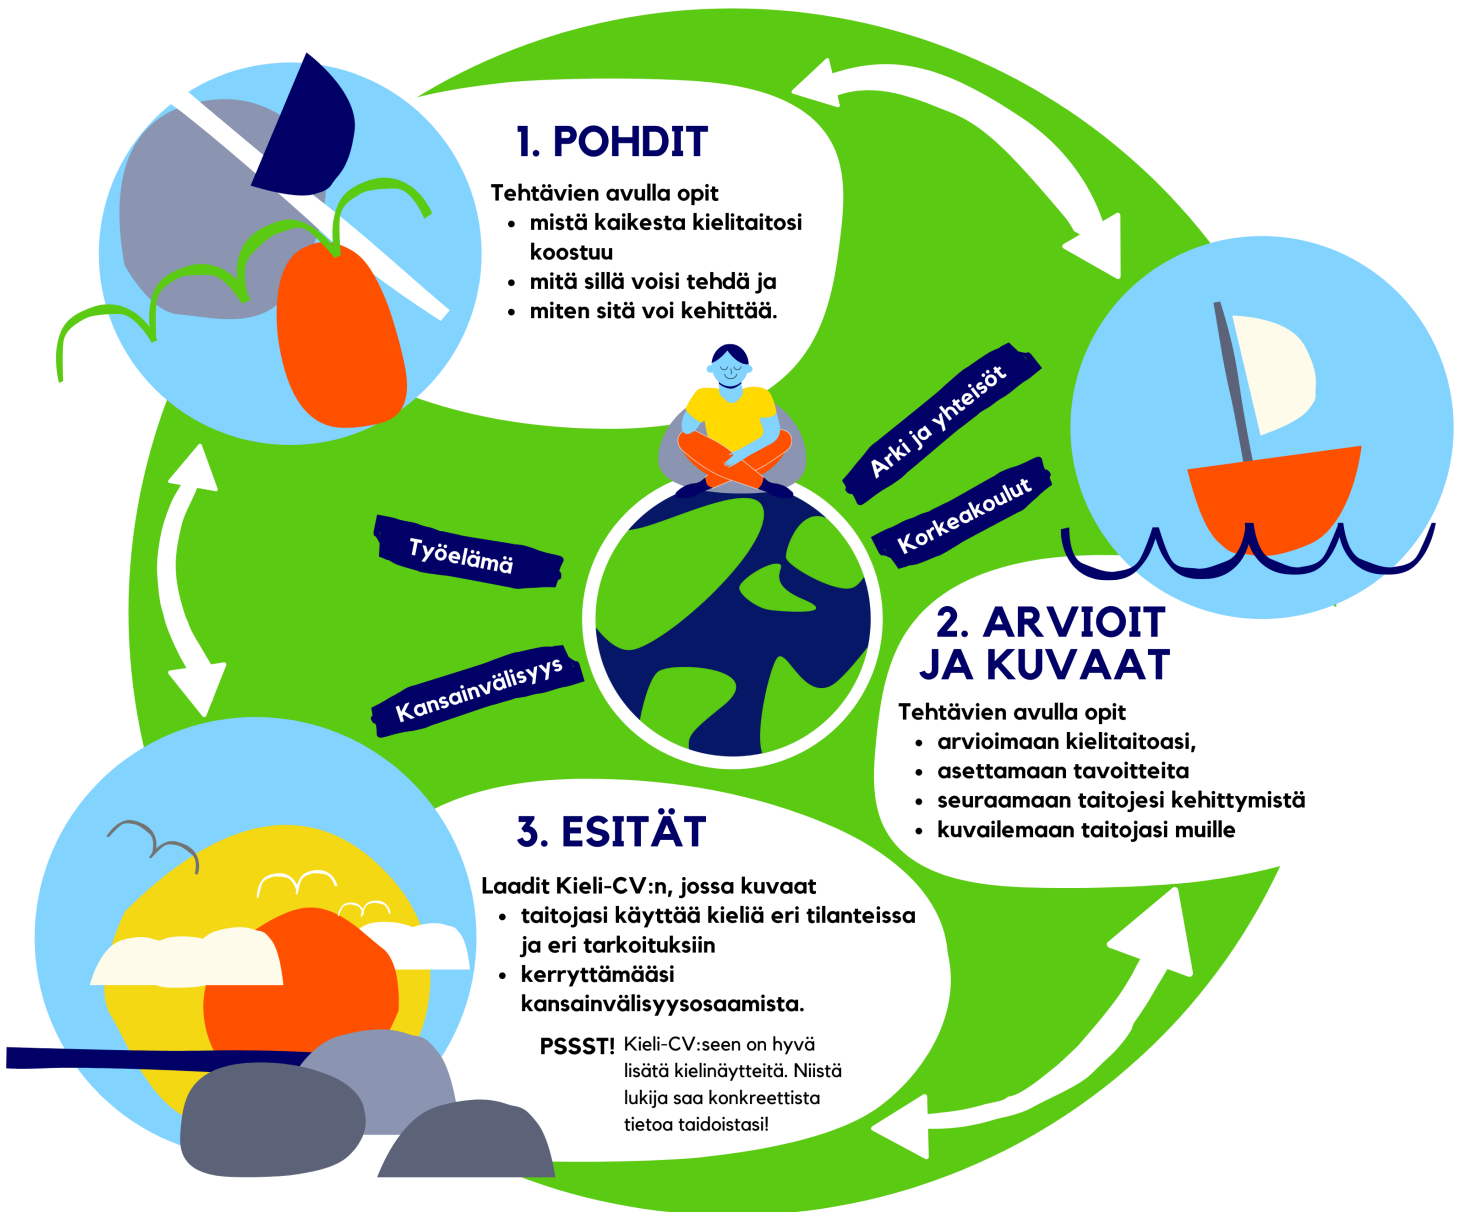 1. POHDIT
Tehtävien avulla opit
• mistä kaikesta kielitaitosi
koostuu
• mitä sillä voisi tehdä ja
• miten sitä voi kehittää.
Arki ja yhteisöt
Korkeakoulut
Työelämä
Kansainvälisyys
2. ARVIOIT
JA KUVAAT
Tehtävien avulla opit
• arvioimaan kielitaitoasi,
• asettamaan tavoitteita
• seuraamaan taitojesi kehittymistä
• kuvailemaan taitojasi muille
3. ESITÄT
Laadit Kieli-CV:n, jossa kuvaat
• taitojasi käyttää kieliä eri tilanteissa
ja eri tarkoituksiin
• kerryttämääsi
kansainvälisyysosaamista.
PSSST! Kieli-CV:seen on hyvä
lisätä kielinäytteitä. Niistä
lukija saa konkreettista
tietoa taidoistasi!